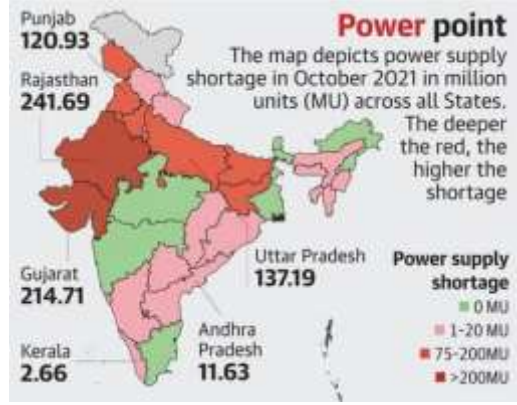 Power point
The map depicts power supply
shortage in October 2021 in million
units (MU) across all States.
The deeper
the red, the
higher the
shortage
Punjab
120.93
Rajasthan
241.69
Gujarat
214.71
Kerala
2.66
Andhra
Pradesh
11.63
Uttar Pradesh
137.19
Power supply
shortage
0 MU
1-20 MU
75-200MU
>200MU